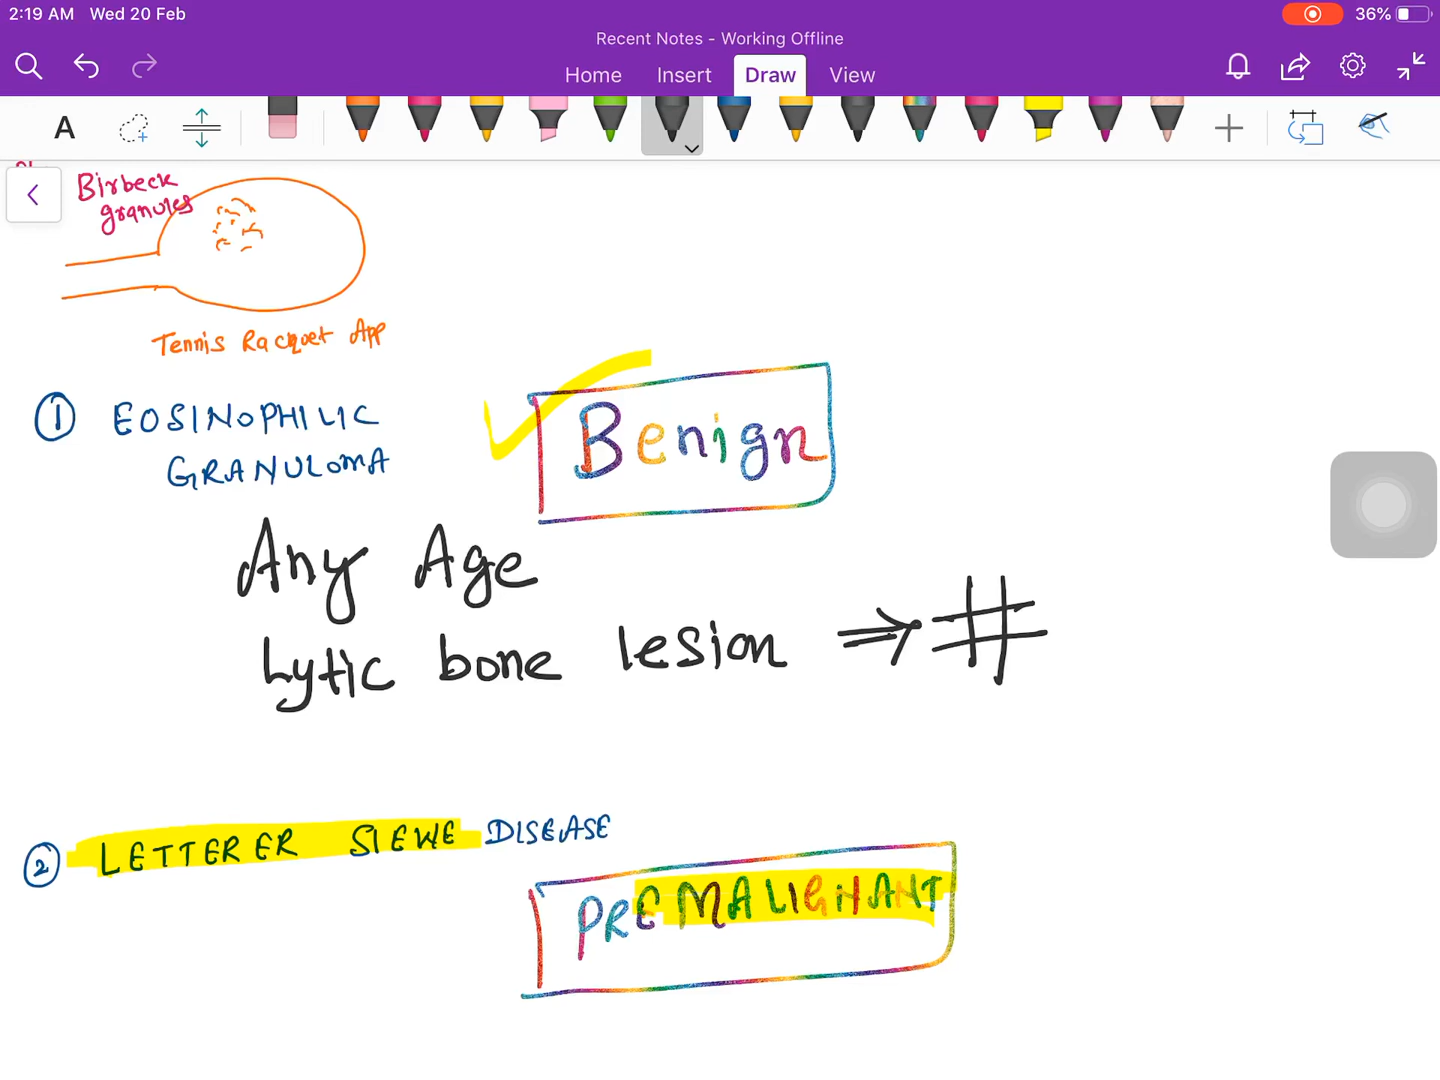 2:19 AM Wed 20 Feb 36%
Recent Notes - Working Offline
Home Insert Draw View
A
Birbeck
granules
Tennis Racquet App
① EOSINOPHILIC
GRANULOMA
Benign
Any Age
Lytic bone lesion ⇒ #
② LETTERER SIEWE DISEASE
PREMALIGNANT